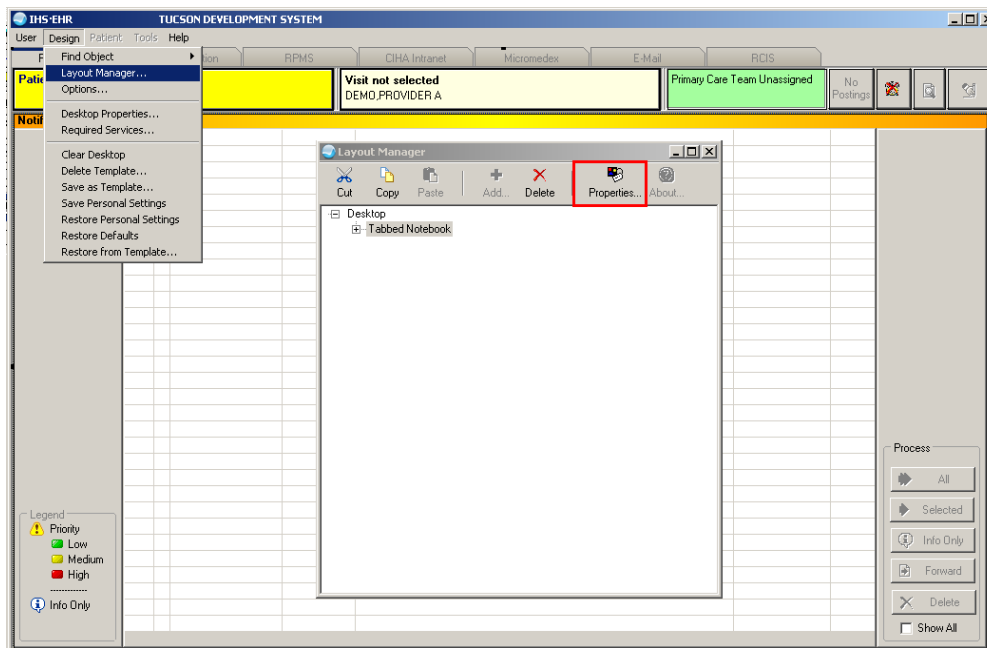 IHS-EHR TUCSON DEVELOPMENT SYSTEM
User Design Patient Tools Help
RPMS CIHA Intranet Micromedex E-Mail RCIS
Find Object
Layout Manager...
Options...
Desktop Properties...
Required Services...
Clear Desktop
Delete Template...
Save as Template...
Save Personal Settings
Restore Personal Settings
Restore Defaults
Restore from Template...
Visit not selected
DEMO,PROVIDER A
Primary Care Team Unassigned
No
Postings
Layout Manager
Cut Copy Paste Add... Delete Properties... About...
Desktop
Tabbed Notebook
Legend
Priority
Low
Medium
High
-------------
Info Only
Process
All
Selected
Info Only
Forward
Delete
Show All